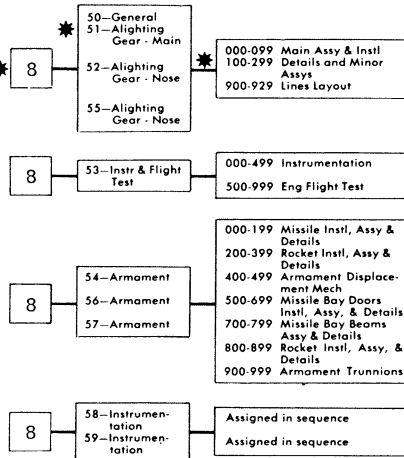 8
50—General
51—Alighting
Gear - Main
52—Alighting
Gear - Nose
55—Alighting
Gear - Nose
000-099 Main Assy & Instl
100-299 Details and Minor
Assys
900-929 Lines Layout
8
53—Instr & Flight
Test
000-499 Instrumentation
500-999 Eng Flight Test
8
54—Armament
56—Armament
57—Armament
000-199 Missile Instl, Assy &
Details
200-399 Rocket Instl, Assy &
Details
400-499 Armament Displace-
ment Mech
500-699 Missile Bay Doors
Instl, Assy, & Details
700-799 Missile Bay Beams
Assy & Details
800-899 Rocket Instl, Assy, &
Details
900-999 Armament Trunnions
8
58—Instrumen-
tation
59—Instrumen-
tation
Assigned in sequence
Assigned in sequence